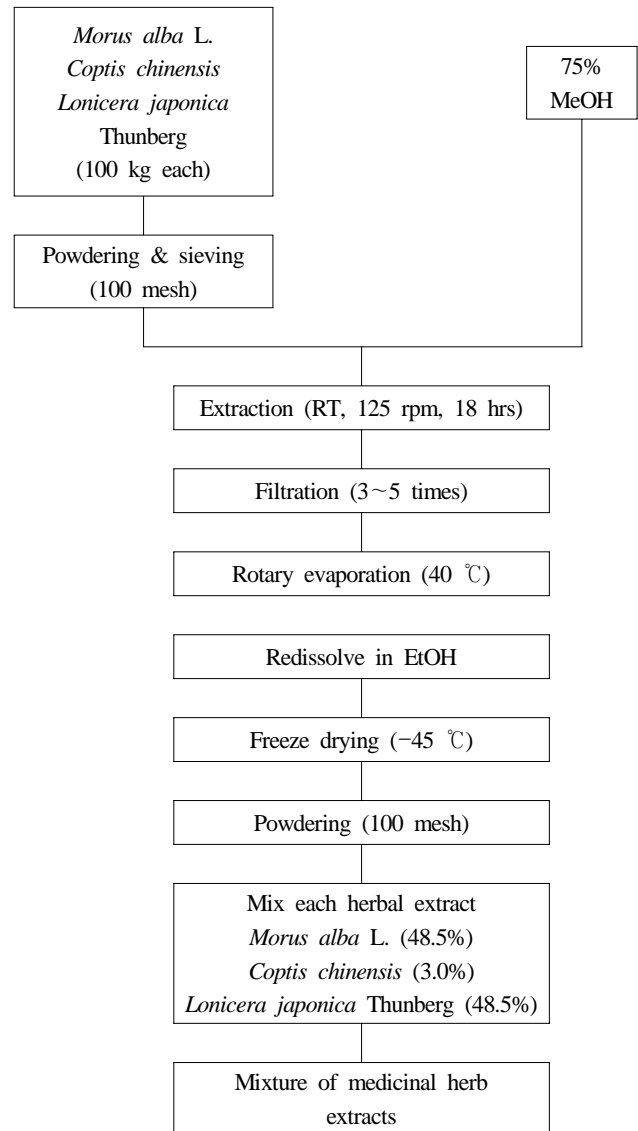 Morus alba L.
Coptis chinensis
Lonicera japonica
Thunberg
(100 kg each)
75%
MeOH
Powdering & sieving
(100 mesh)
Extraction (RT, 125 rpm, 18 hrs)
Filtration (3~5 times)
Rotary evaporation (40 ℃)
Redissolve in EtOH
Freeze drying (−45 ℃)
Powdering (100 mesh)
Mix each herbal extract
Morus alba L. (48.5%)
Coptis chinensis (3.0%)
Lonicera japonica Thunberg (48.5%)
Mixture of medicinal herb
extracts